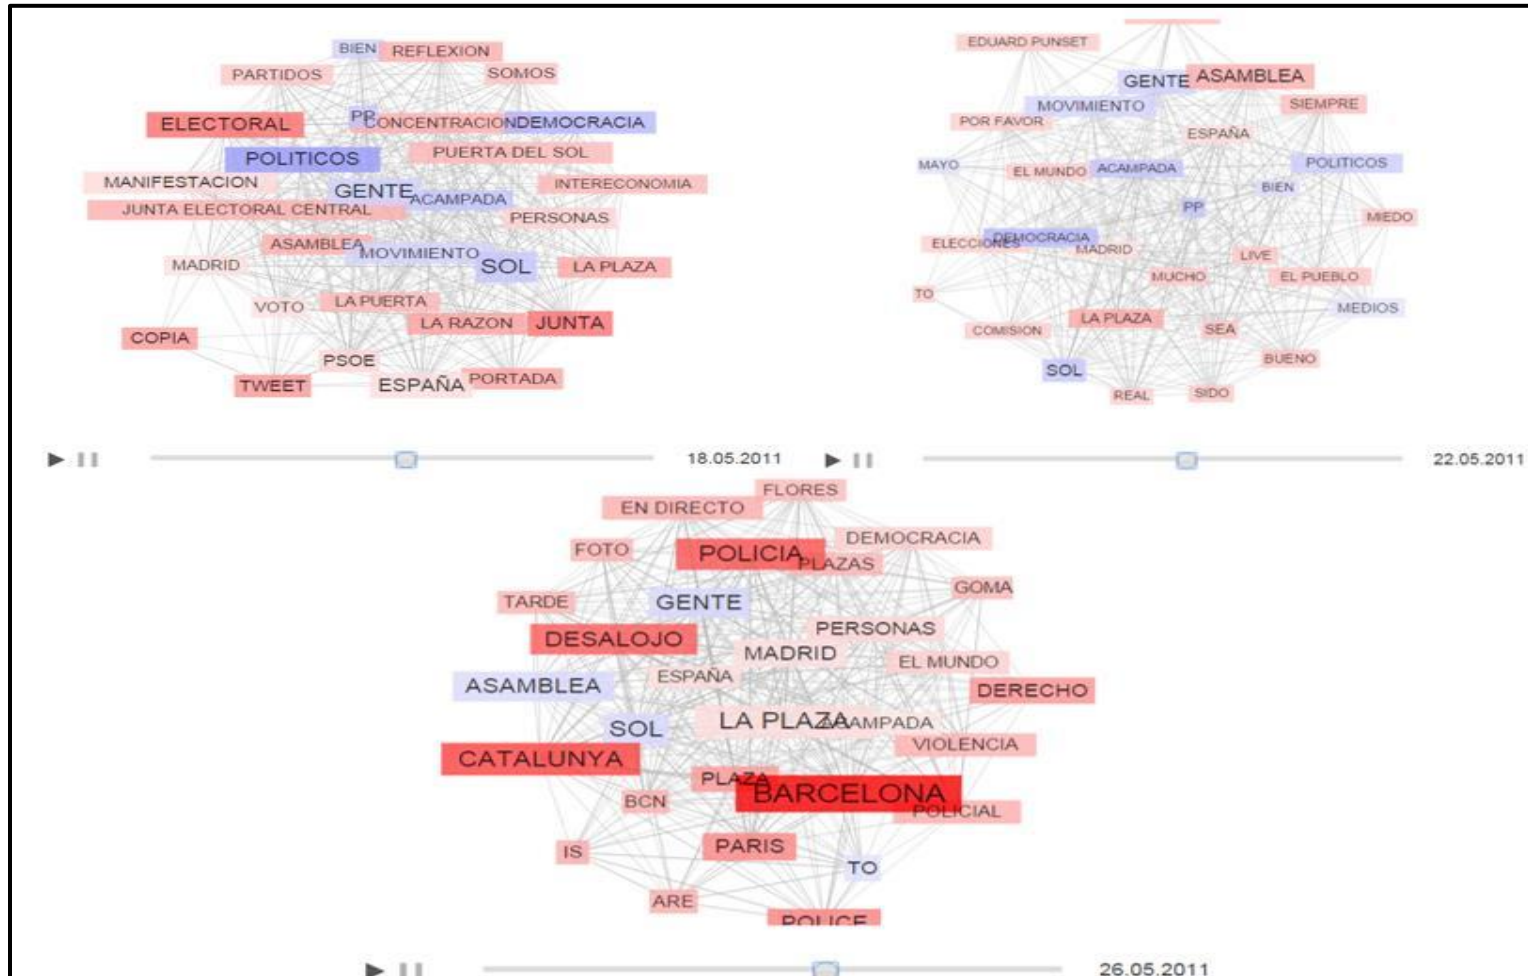 BIEN
REFLEXION
PARTIDOS
SOMOS
ELECTORAL
PP
CONCENTRACION
DEMOCRACIA
POLITICOS
PUERTA DEL SOL
MANIFESTACION
GENTE
ACAMPADA
INTERECONOMIA
JUNTA ELECTORAL CENTRAL
PERSONAS
ASAMBLEA
MOVIMIENTO
SOL
MADRID
LA PLAZA
VOTO
LA PUERTA
LA RAZON
JUNTA
COPIA
PSOE
TWEET
ESPAÑA
PORTADA
18.05.2011
EDUARD PUNSET
GENTE
ASAMBLEA
MOVIMIENTO
SIEMPRE
POR FAVOR
ESPAÑA
MAYO
EL MUNDO
ACAMPADA
POLITICOS
BIEN
PP
MIEDO
ELECCIONES
DEMOCRACIA
MADRID
LIVE
MUCHO
EL PUEBLO
TO
MEDIOS
COMISION
LA PLAZA
SEA
BUENO
SOL
REAL
SIDO
22.05.2011
FLORES
EN DIRECTO
DEMOCRACIA
FOTO
POLICIA
PLAZAS
GOMA
TARDE
GENTE
PERSONAS
DESALOJO
MADRID
EL MUNDO
ESPAÑA
ASAMBLEA
DERECHO
SOL
LA PLAZA
ACAMPADA
VIOLENCIA
CATALUNYA
PLAZA
BARCELONA
BCN
POLICIAL
IS
PARIS
TO
ARE
POLICE
26.05.2011